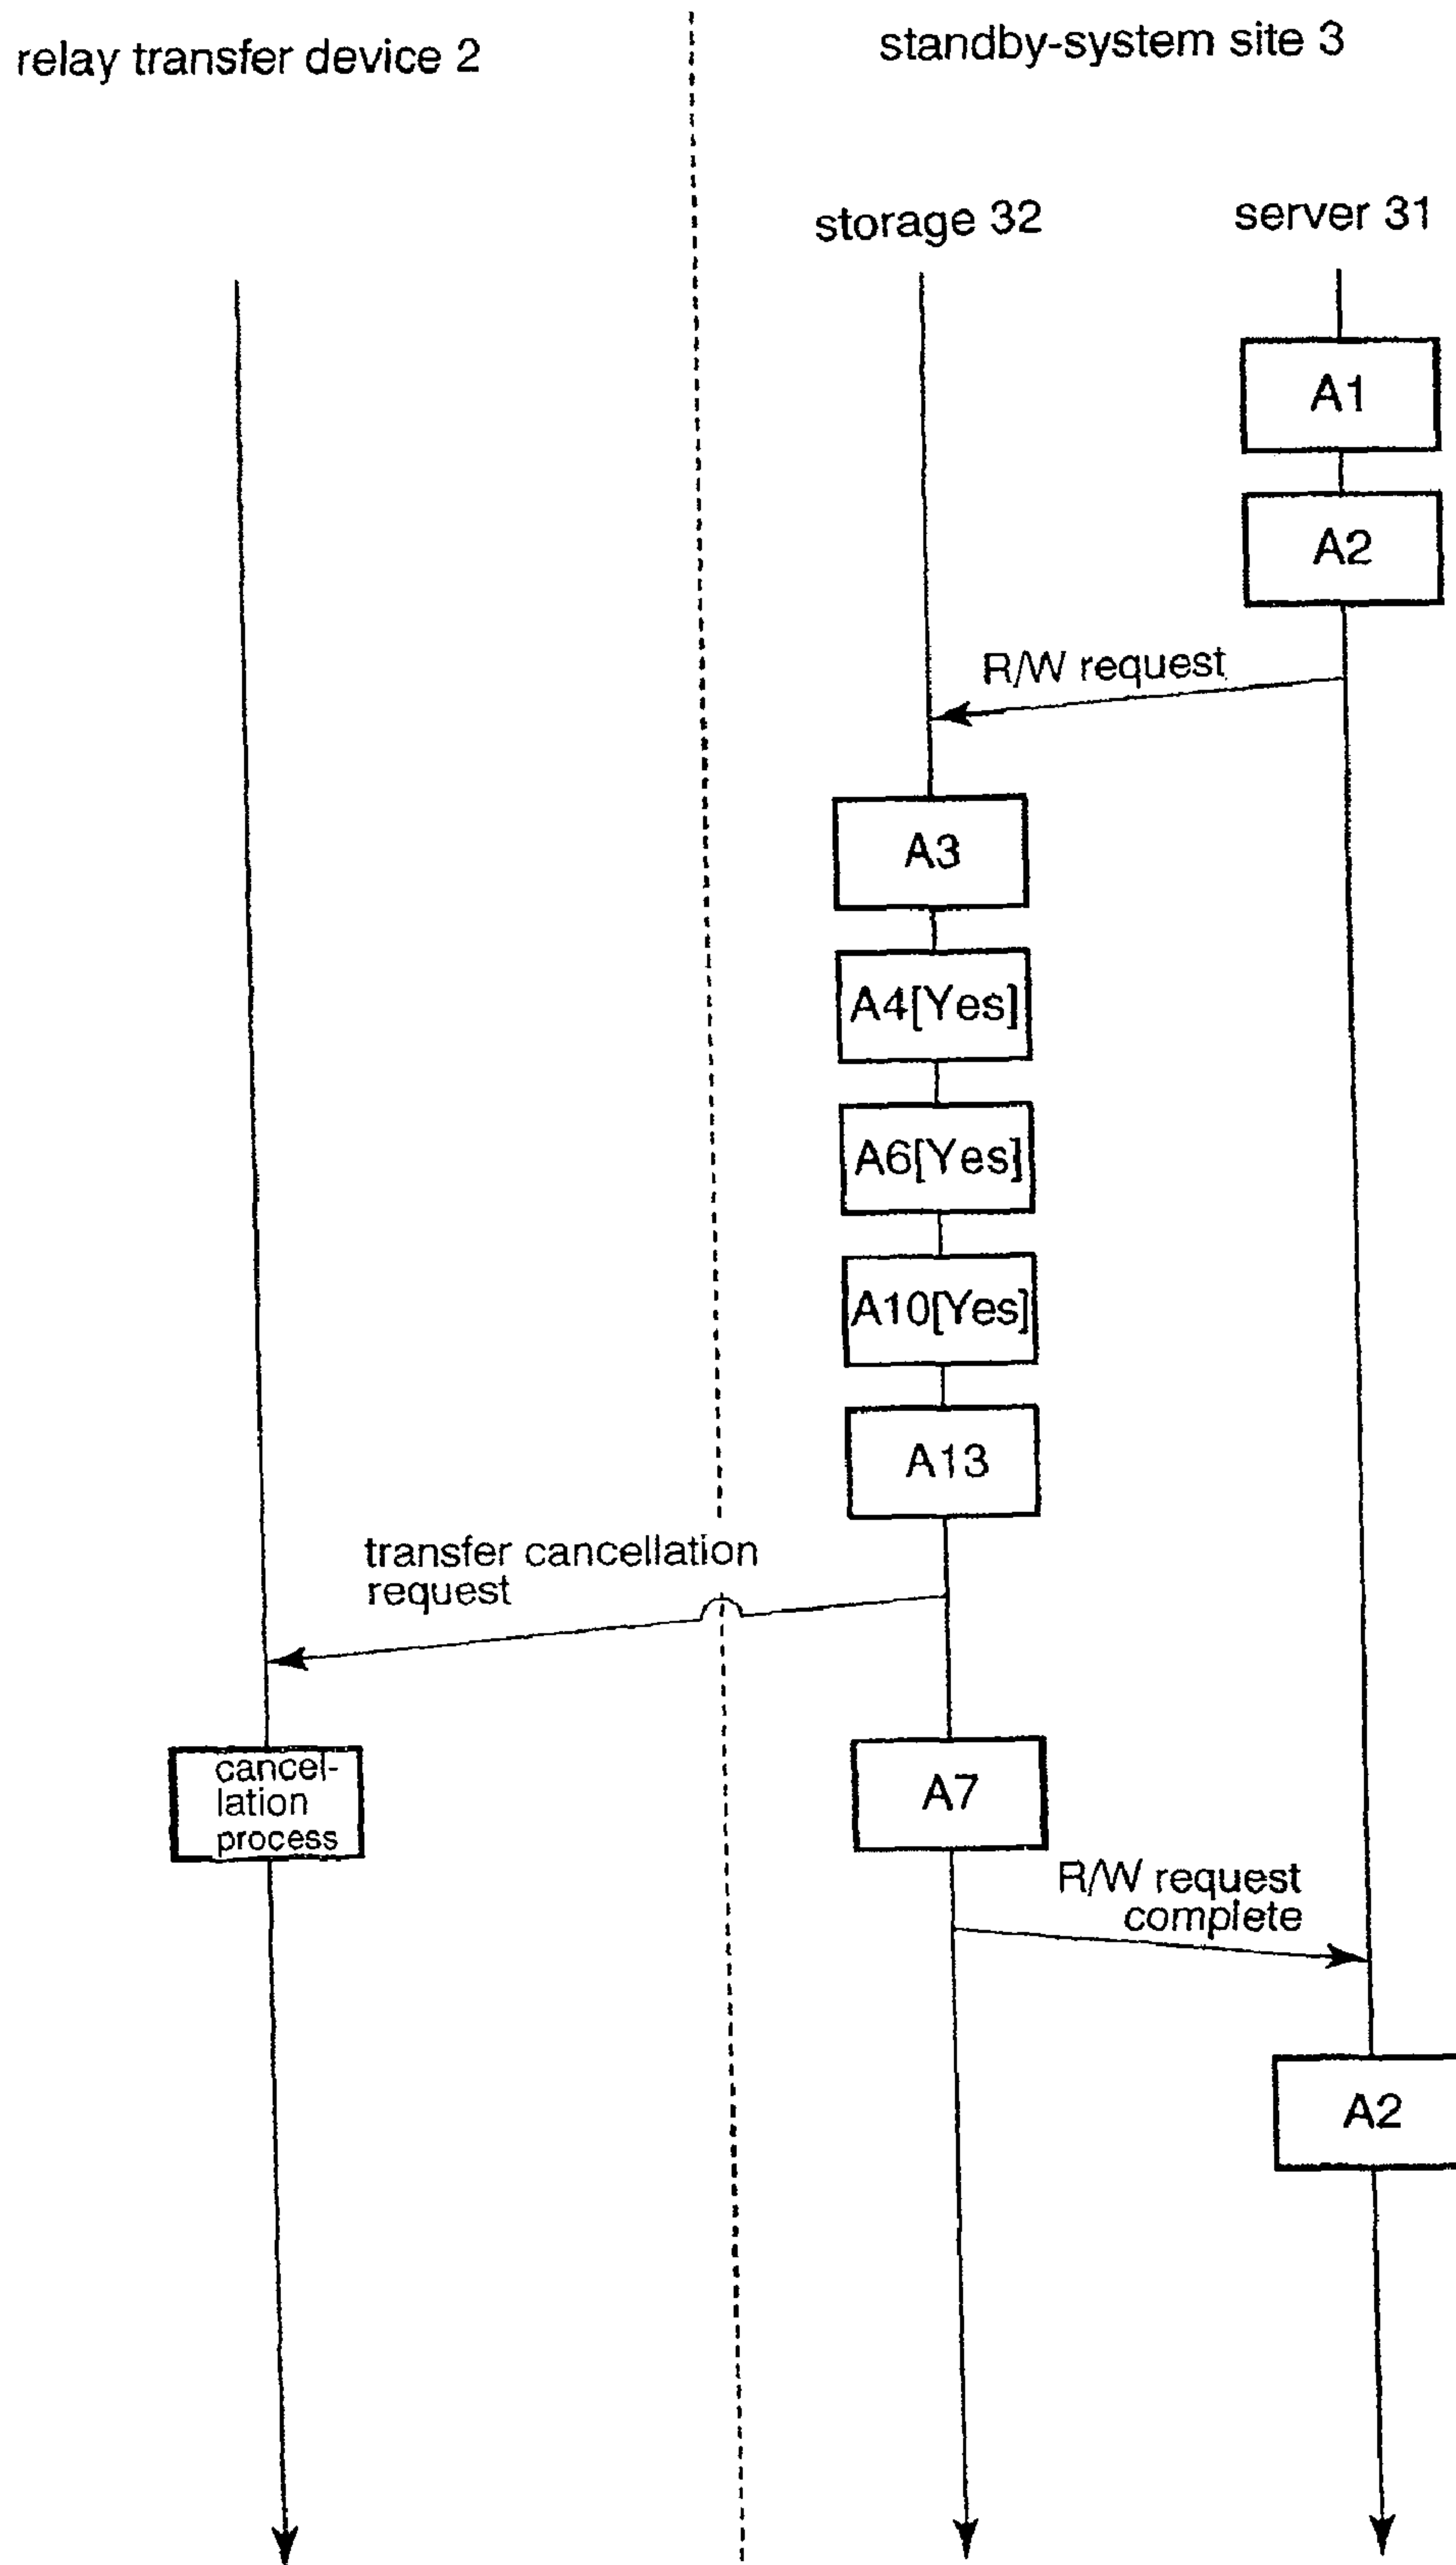 relay transfer device 2
standby-system site 3
storage 32
server 31
A1
A2
R/W request
A3
A4[Yes]
A6[Yes]
A10[Yes]
A13
transfer cancellation
request
cancel-
lation
process
A7
R/W request
complete
A2